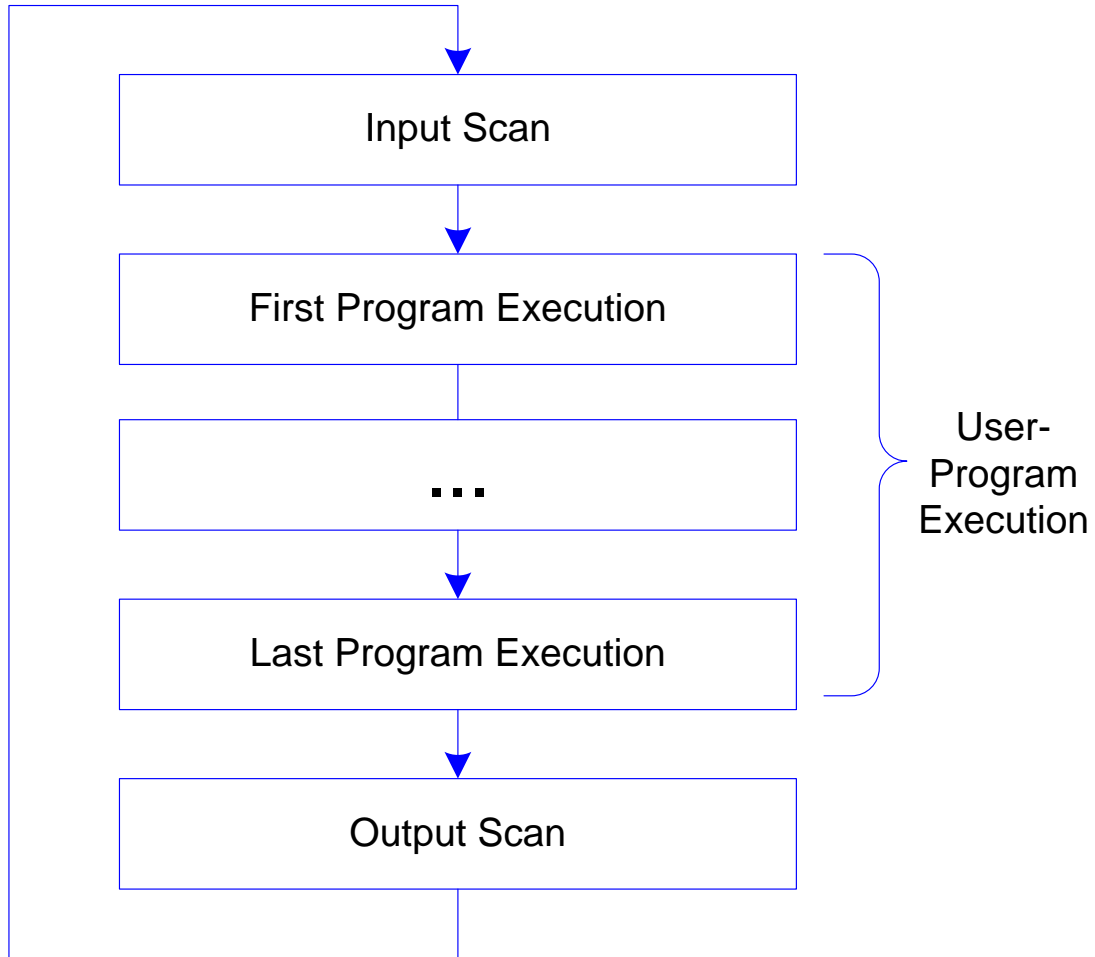 Input Scan
First Program Execution
...
Last Program Execution
Output Scan
User-
Program
Execution